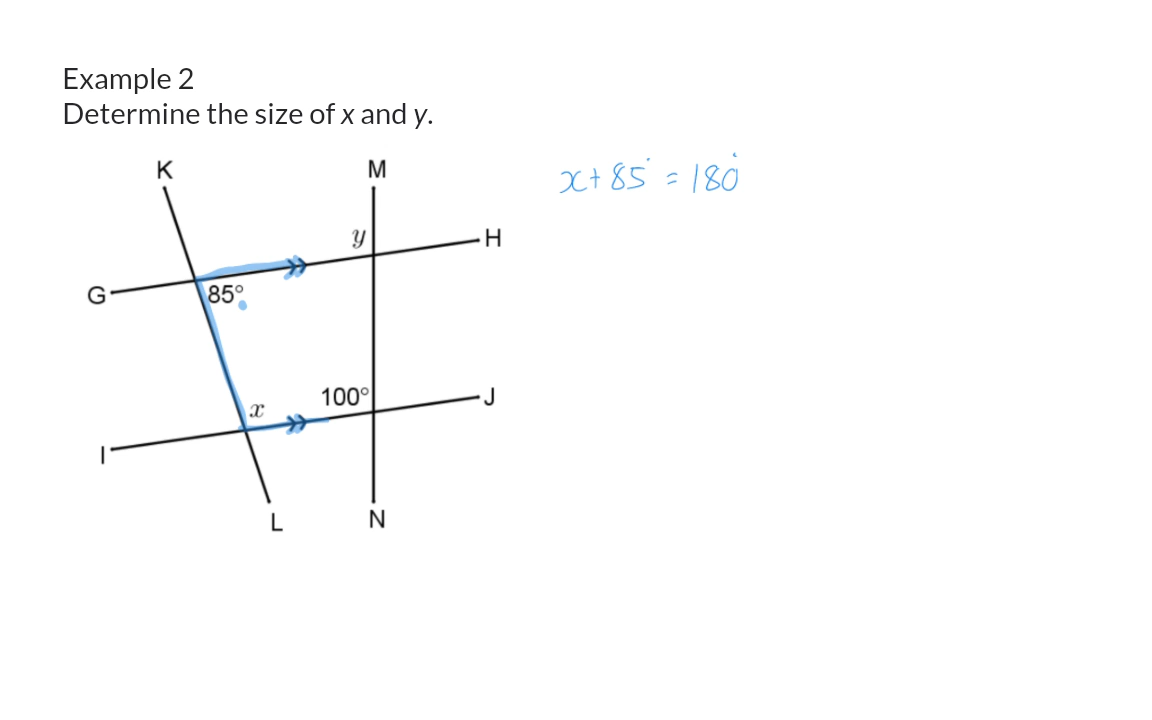 Example 2
Determine the size of x and y.
K
M
x + 85° = 180°
y
H
G
85°
100°
J
x
I
L
N